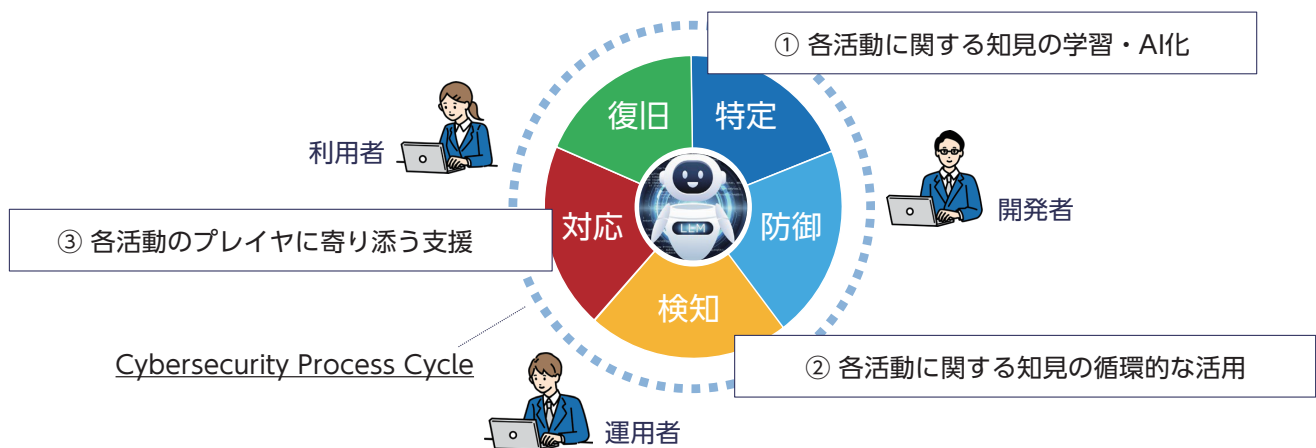 ① 各活動に関する知見の学習・AI化
復旧
特定
利用者
開発者
対応
LLM
防御
③ 各活動のプレイヤに寄り添う支援
検知
Cybersecurity Process Cycle
② 各活動に関する知見の循環的な活用
運用者